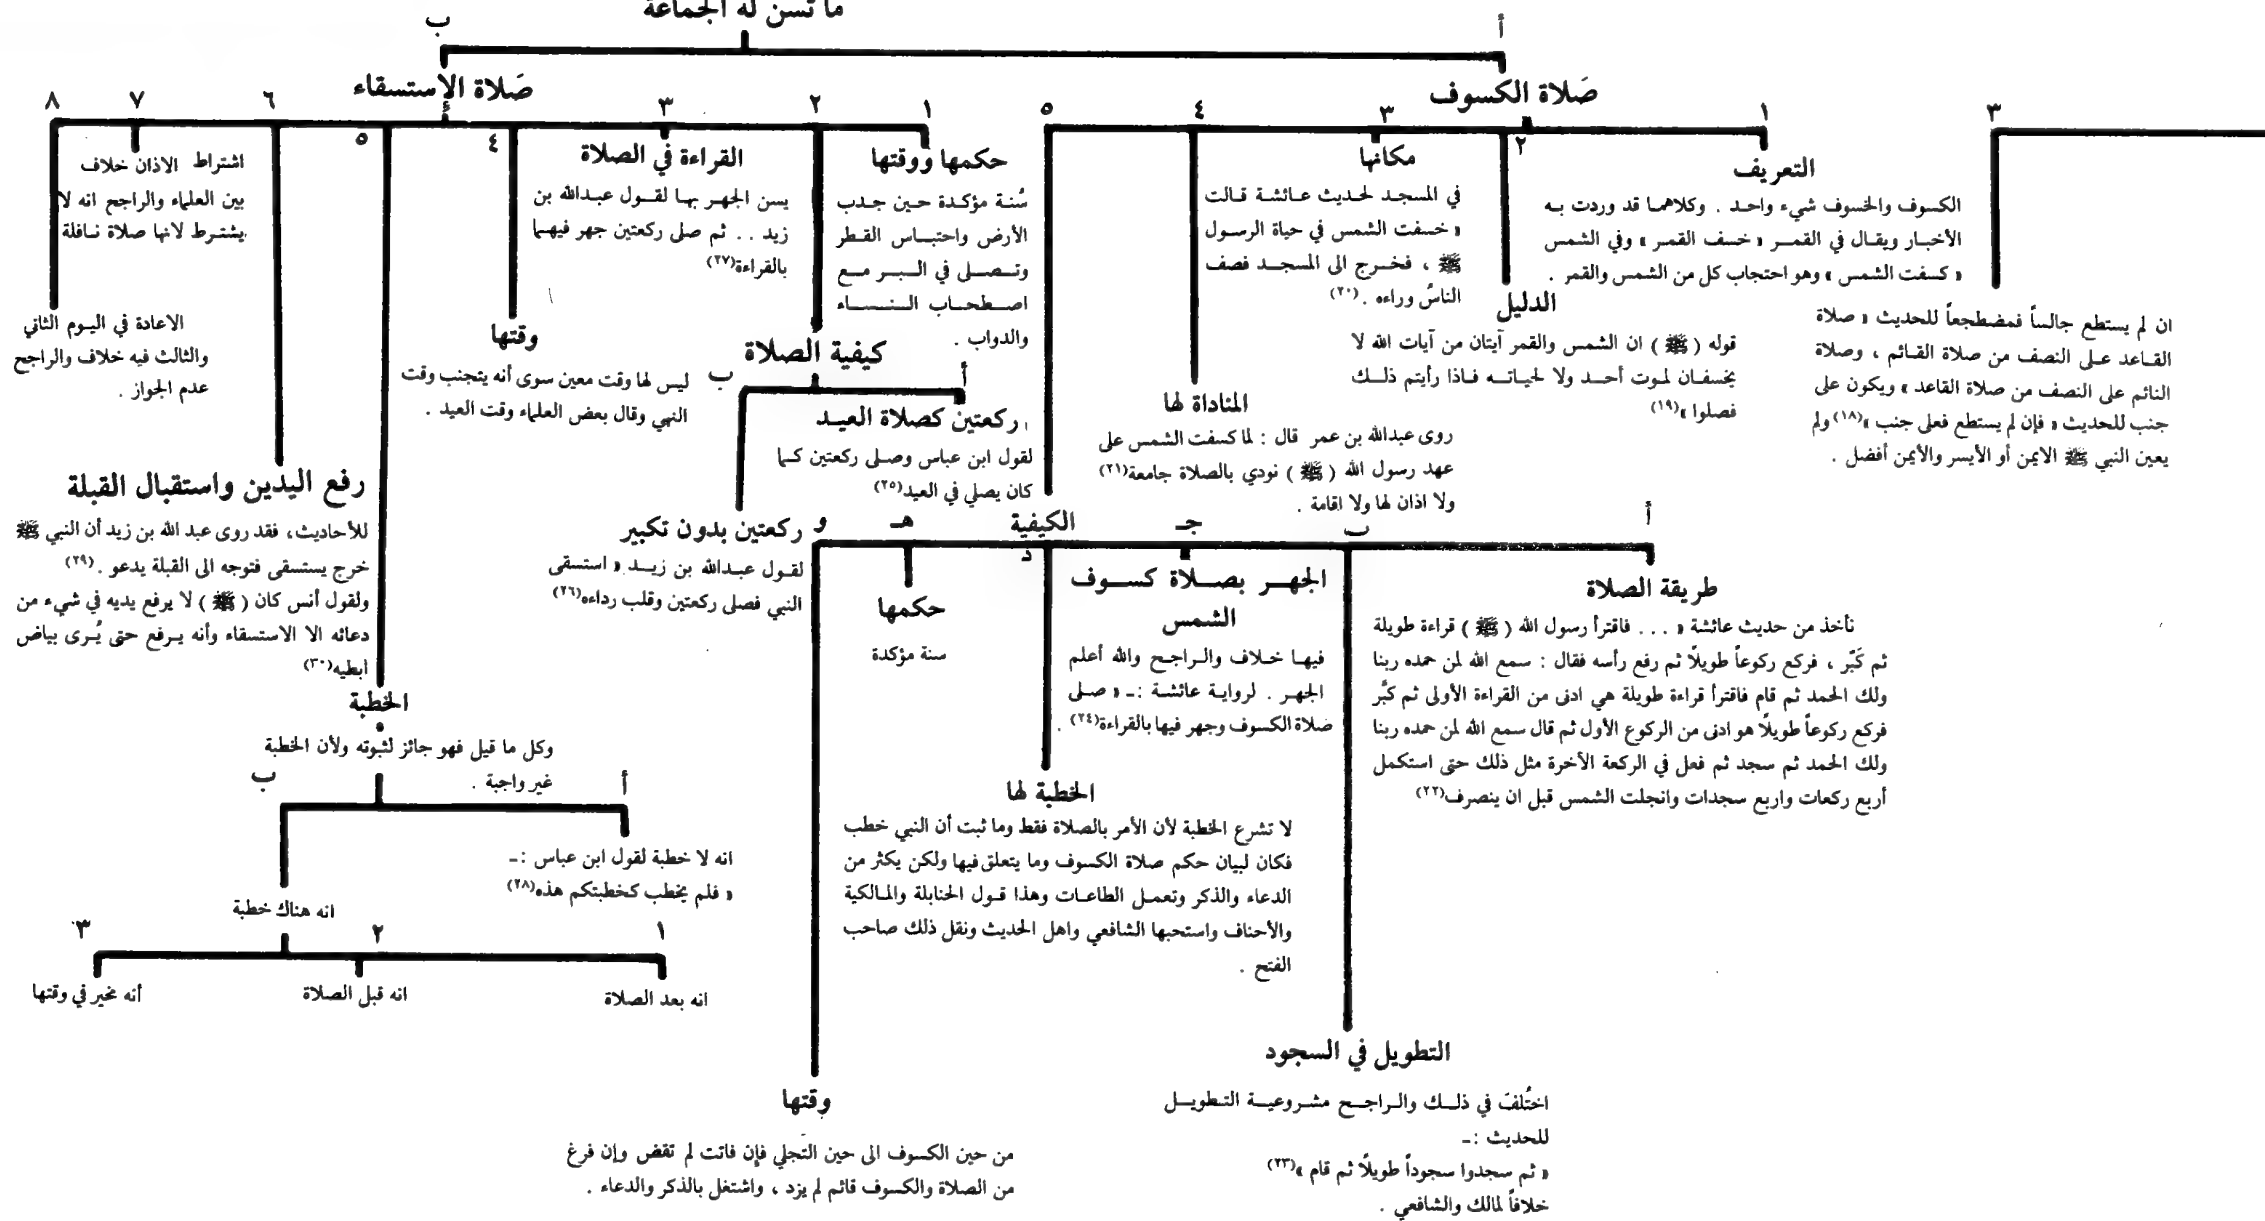 ما تسن له الجماعة
أ
ب
صَلاة الكسوف
١
٢
٣
٤
٥
التعريف
الكسوف والخسوف شيء واحد . وكلاهما قد وردت به
الأخبار ويقال في القمر « خسف القمر » وفي الشمس
« كسفت الشمس » وهو احتجاب كل من الشمس والقمر .
الدليل
قوله ( ﷺ ) ان الشمس والقمر آيتان من آيات الله لا
يخسفان لموت أحد ولا لحياته فاذا رأيتم ذلك
فصلوا »(١٩)
مكانها
في المسجد لحديث عائشة قالت
« خسفت الشمس في حياة الرسول
ﷺ ، فخرج الى المسجد فصف
الناسُ وراءه .(٢٠)
المناداة لها
روى عبدالله بن عمر قال : لما كسفت الشمس على
عهد رسول الله ( ﷺ ) نودي بالصلاة جامعة(٢١)
ولا اذان لها ولا اقامة .
الكيفية
أ
ب
جـ
د
هـ
و
طريقة الصلاة
نأخذ من حديث عائشة « ... فاقترأ رسول الله ( ﷺ ) قراءة طويلة
ثم كَبّر ، فركع ركوعاً طويلًا ثم رفع رأسه فقال : سمع الله لمن حمده ربنا
ولك الحمد ثم قام فاقترأ قراءة طويلة هي ادنى من القراءة الأولى ثم كبَّر
فركع ركوعاً طويلًا هو ادنى من الركوع الأول ثم قال سمع الله لمن حمده ربنا
ولك الحمد ثم سجد ثم فعل في الركعة الأخرة مثل ذلك حتى استكمل
أربع ركعات واربع سجدات وانجلت الشمس قبل ان ينصرف(٢٢)
التطويل في السجود
اختُلفَ في ذلك والراجح مشروعية التطويل
للحديث :ـ
« ثم سجدوا سجوداً طويلًا ثم قام »(٢٣)
خلافاً لمالك والشافعي .
الجهر بصلاة كسوف
الشمس
فيها خلاف والراجح والله أعلم
الجهر . لرواية عائشة :ـ « صلى
صلاة الكسوف وجهر فيها بالقراءة(٢٤) .
الخطبة لها
لا تشرع الخطبة لأن الأمر بالصلاة فقط وما ثبت أن النبي خطب
فكان لبيان حكم صلاة الكسوف وما يتعلق فيها ولكن يكثر من
الدعاء والذكر وتعمل الطاعات وهذا قول الحنابلة والمالكية
والأحناف واستحبها الشافعي واهل الحديث ونقل ذلك صاحب
الفتح .
حكمها
سنة مؤكدة
وقتها
من حين الكسوف الى حين التَجلي فإن فاتت لم تقض وإن فرغ
من الصلاة والكسوف قائم لم يزد ، واشتغل بالذكر والدعاء .
٣
ان لم يستطع جالساً فمضطجعاً للحديث « صلاة
القاعد على النصف من صلاة القائم ، وصلاة
النائم على النصف من صلاة القاعد » ويكون على
جنب للحديث « فإن لم يستطع فعلى جنب »(١٨) ولم
يعين النبي ﷺ الايمن أو الأيسر والأيمن أفضل .
صَلاة الإستسقاء
١
٢
٣
٤
٥
٦
٧
٨
حكمها ووقتها
سُنة مؤكدة حين جدب
الأرض واحتباس القطر
وتصلى في البر مع
اصطحاب النساء
والدواب .
كيفية الصلاة
أ
ب
ركعتين كصلاة العيد
لقول ابن عباس وصلى ركعتين كما
كان يصلي في العيد(٢٥)
ركعتين بدون تكبير
لقول عبدالله بن زيد « استسقى
النبي فصلى ركعتين وقلب رداءه(٢٦)
القراءة في الصلاة
يسن الجهر بها لقول عبدالله بن
زيد .. ثم صلى ركعتين جهر فيهما
بالقراءة(٢٧)
وقتها
ليس لها وقت معين سوى أنه يتجنب وقت
النهي وقال بعض العلماء وقت العيد .
الخطبة
وكل ما قيل فهو جائز لثبوته ولأن الخطبة
غير واجبة .
أ
ب
انه لا خطبة لقول ابن عباس :ـ
« فلم يخطب كخطبتكم هذه(٢٨)
انه هناك خطبة
١
٢
٣
انه بعد الصلاة
انه قبل الصلاة
أنه مخير في وقتها
رفع اليدين واستقبال القبلة
للأحاديث، فقد روى عبد الله بن زيد أن النبي ﷺ
خرج يستسقى فتوجه الى القبلة يدعو .(٢٩)
ولقول أنس كان ( ﷺ ) لا يرفع يديه في شيء من
دعائه الا الاستسقاء وأنه يرفع حتى يُرى بياض
ابطيه(٣٠)
اشتراط الاذان خلاف
بين العلماء والراجح انه لا
يشترط لانها صلاة نافلة
الاعادة في اليوم الثاني
والثالث فيه خلاف والراجح
عدم الجواز .